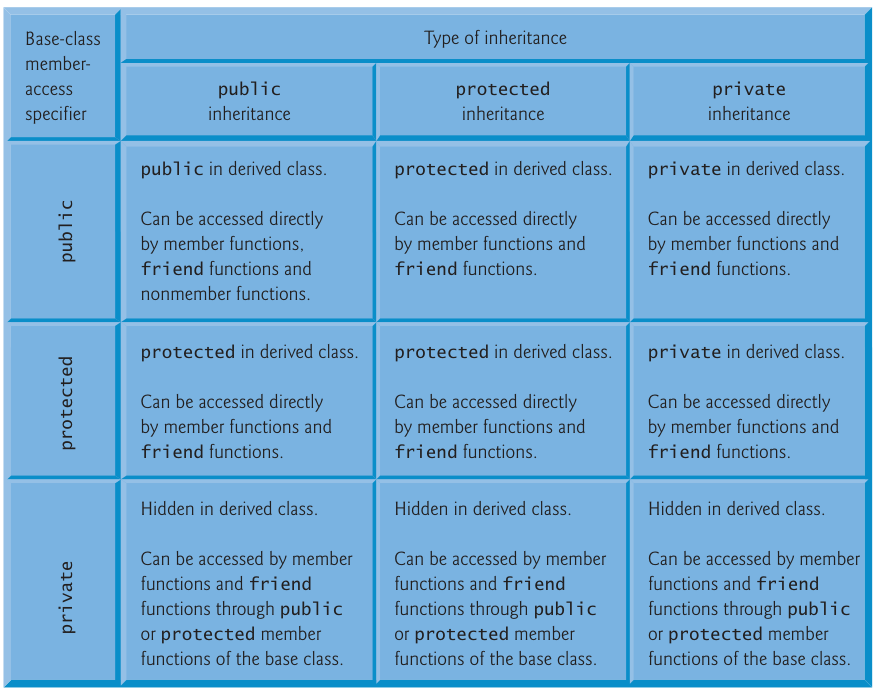 Base-class
member-
access
specifier
Type of inheritance
public
inheritance
protected
inheritance
private
inheritance
public
public in derived class.
Can be accessed directly
by member functions,
friend functions and
nonmember functions.
protected in derived class.
Can be accessed directly
by member functions and
friend functions.
private in derived class.
Can be accessed directly
by member functions and
friend functions.
protected
protected in derived class.
Can be accessed directly
by member functions and
friend functions.
protected in derived class.
Can be accessed directly
by member functions and
friend functions.
private in derived class.
Can be accessed directly
by member functions and
friend functions.
private
Hidden in derived class.
Can be accessed by member
functions and friend
functions through public
or protected member
functions of the base class.
Hidden in derived class.
Can be accessed by member
functions and friend
functions through public
or protected member
functions of the base class.
Hidden in derived class.
Can be accessed by member
functions and friend
functions through public
or protected member
functions of the base class.